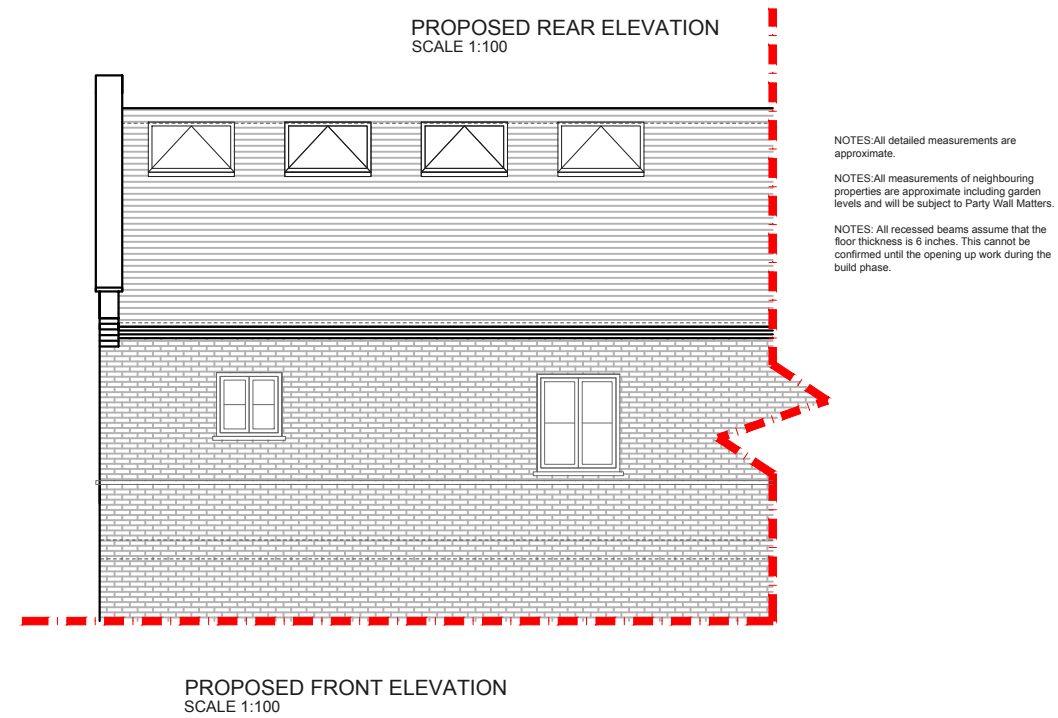 PROPOSED REAR ELEVATION
SCALE 1:100
NOTES:All detailed measurements are
approximate.
NOTES:All measurements of neighbouring
properties are approximate including garden
levels and will be subject to Party Wall Matters.
NOTES: All recessed beams assume that the
floor thickness is 6 inches. This cannot be
confirmed until the opening up work during the
build phase.
PROPOSED FRONT ELEVATION
SCALE 1:100